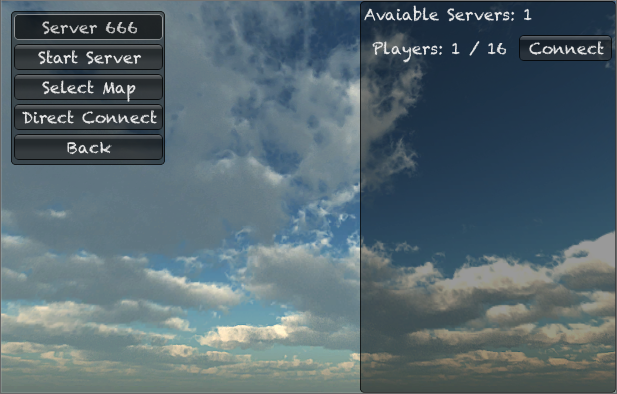 Server 666
Start Server
Select Map
Direct Connect
Back
Avaiable Servers: 1
Players: 1 / 16 Connect